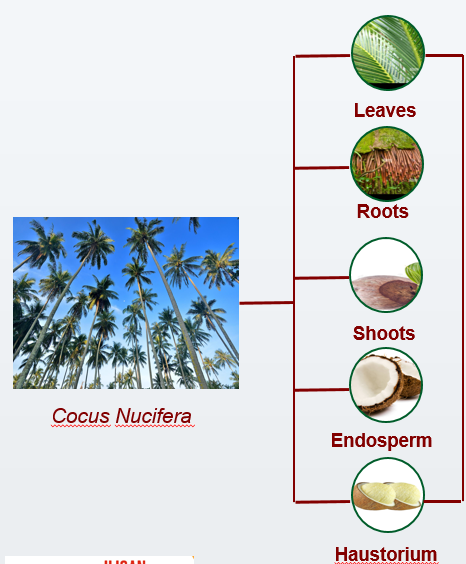 Leaves
Roots
Shoots
Cocus Nucifera
Endosperm
Haustorium